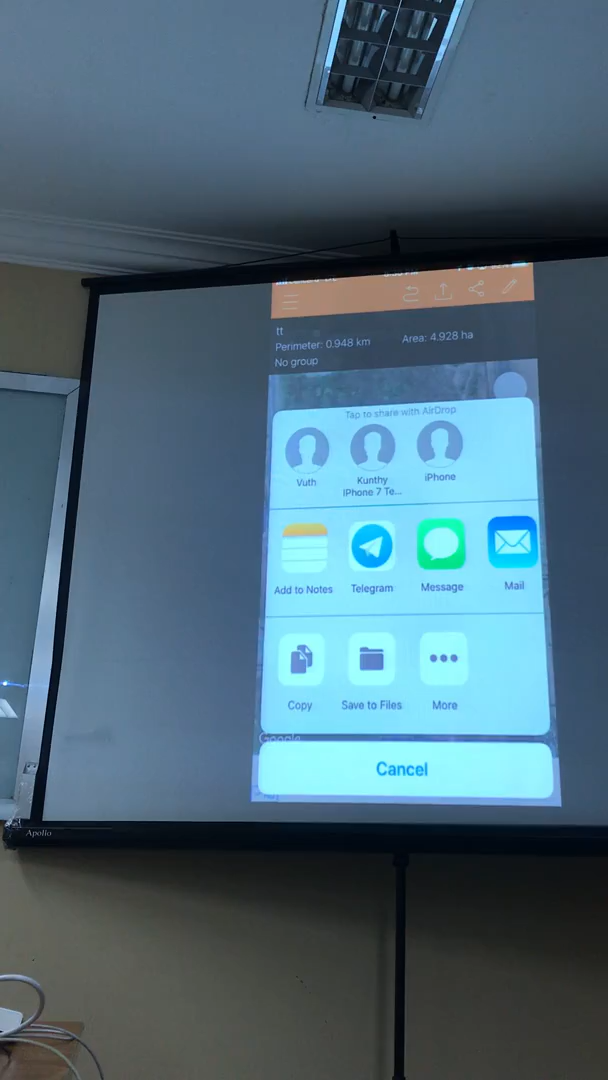 tt
Perimeter: 0.948 km
Area: 4.928 ha
No group
Tap to share with AirDrop
Vuth
Kunthy
IPhone 7 Te...
iPhone
Add to Notes
Telegram
Message
Mail
Copy
Save to Files
More
Google
Cancel
Apollo